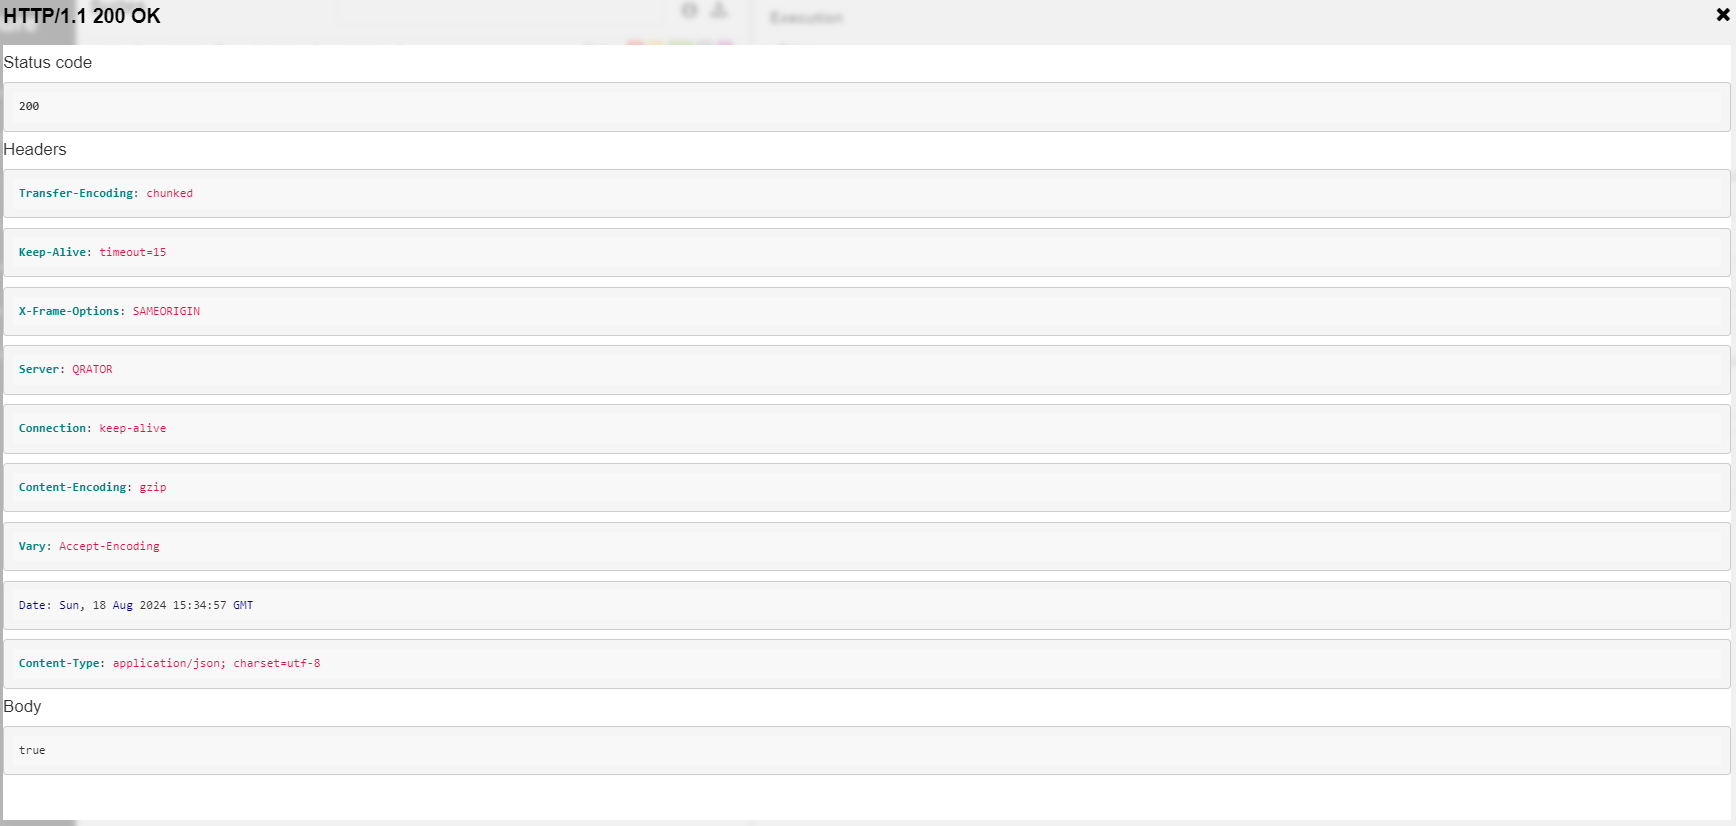 HTTP/1.1 200 OK
Execution
Status code
200
Headers
Transfer-Encoding: chunked
Keep-Alive: timeout=15
X-Frame-Options: SAMEORIGIN
Server: QRATOR
Connection: keep-alive
Content-Encoding: gzip
Vary: Accept-Encoding
Date: Sun, 18 Aug 2024 15:34:57 GMT
Content-Type: application/json; charset=utf-8
Body
true